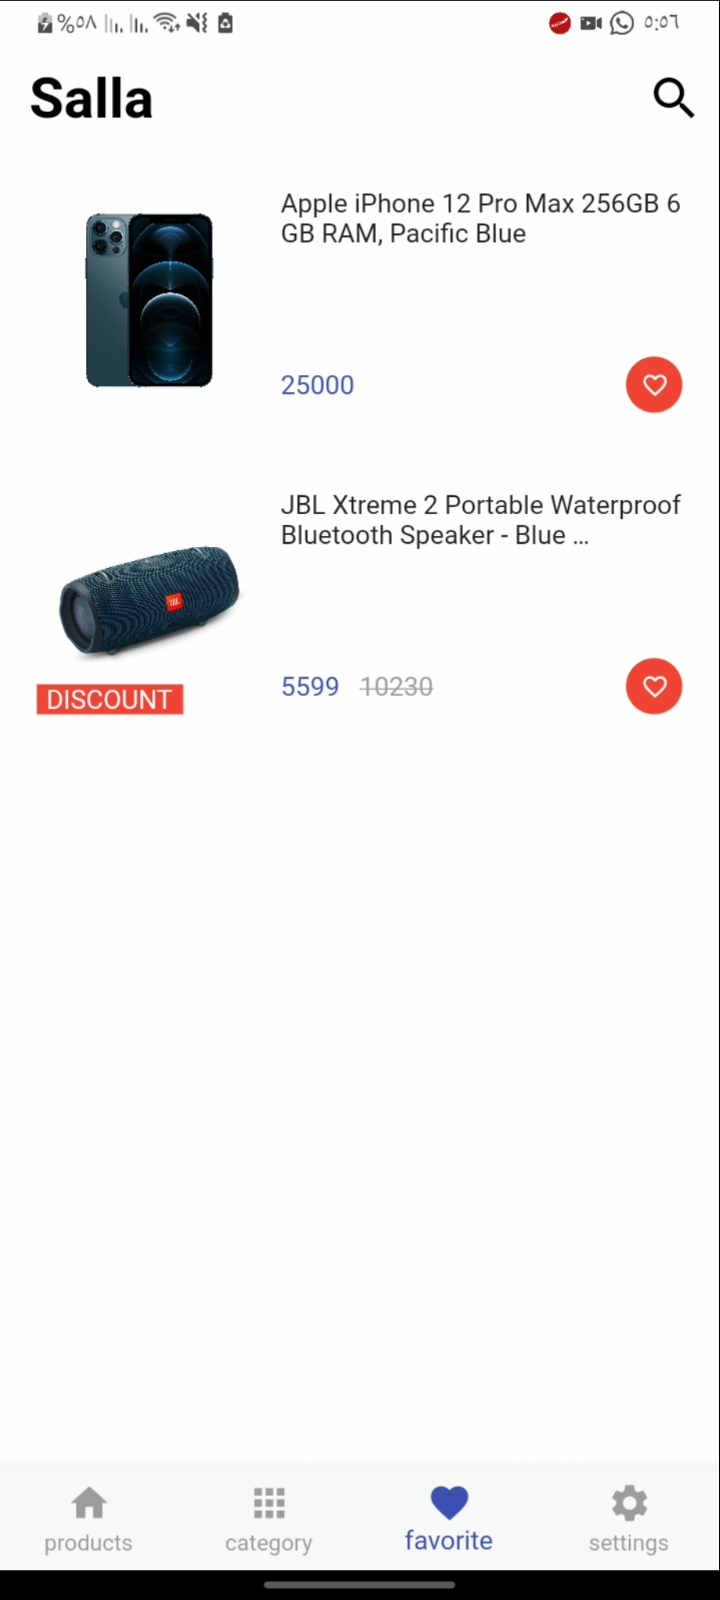 %٥٨
٥:٥٦
Salla
Apple iPhone 12 Pro Max 256GB 6
GB RAM, Pacific Blue
25000
JBL Xtreme 2 Portable Waterproof
Bluetooth Speaker - Blue ...
JBL
DISCOUNT
5599 10230
products
category
favorite
settings